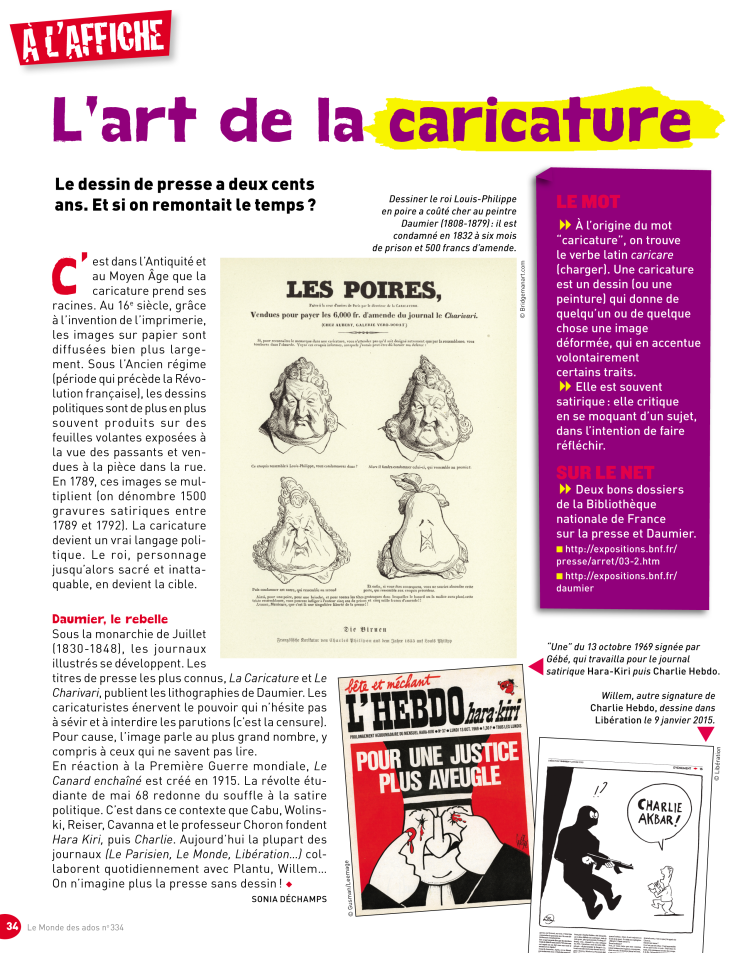 À L'AFFICHE
L'art de la caricature
Le dessin de presse a deux cents
ans. Et si on remontait le temps ?
Dessiner le roi Louis-Philippe
en poire a coûté cher au peintre
Daumier (1808-1879) : il est
condamné en 1832 à six mois
de prison et 500 francs d'amende.
C'est dans l'Antiquité et
au Moyen Âge que la
caricature prend ses
racines. Au 16e siècle, grâce
à l'invention de l'imprimerie,
les images sur papier sont
diffusées bien plus large-
ment. Sous l'Ancien régime
(période qui précède la Révo-
lution française), les dessins
politiques sont de plus en plus
souvent produits sur des
feuilles volantes exposées à
la vue des passants et ven-
dues à la pièce dans la rue.
En 1789, ces images se mul-
tiplient (on dénombre 1500
gravures satiriques entre
1789 et 1792). La caricature
devient un vrai langage poli-
tique. Le roi, personnage
jusqu'alors sacré et inatta-
quable, en devient la cible.
Daumier, le rebelle
Sous la monarchie de Juillet
(1830-1848), les journaux
illustrés se développent. Les
titres de presse les plus connus, La Caricature et Le
Charivari, publient les lithographies de Daumier. Les
caricaturistes énervent le pouvoir qui n'hésite pas
à sévir et à interdire les parutions (c'est la censure).
Pour cause, l'image parle au plus grand nombre, y
compris à ceux qui ne savent pas lire.
En réaction à la Première Guerre mondiale, Le
Canard enchaîné est créé en 1915. La révolte étu-
diante de mai 68 redonne du souffle à la satire
politique. C'est dans ce contexte que Cabu, Wolins-
ki, Reiser, Cavanna et le professeur Choron fondent
Hara Kiri, puis Charlie. Aujourd'hui la plupart des
journaux (Le Parisien, Le Monde, Libération...) col-
laborent quotidiennement avec Plantu, Willem...
On n'imagine plus la presse sans dessin !
SONIA DÉCHAMPS
© Bridgemanart.com
LES POIRES,
Vendues pour payer les 6,000 fr. d'amende du journal le Charivari.
(CHEZ AUBERT, GALERIE VERO-DODAT)
Die Birnen
LE MOT
À l'origine du mot
"caricature", on trouve
le verbe latin caricare
(charger). Une caricature
est un dessin (ou une
peinture) qui donne de
quelqu'un ou de quelque
chose une image
déformée, qui en accentue
volontairement
certains traits.
Elle est souvent
satirique : elle critique
en se moquant d'un sujet,
dans l'intention de faire
réfléchir.
SUR LE NET
Deux bons dossiers
de la Bibliothèque
nationale de France
sur la presse et Daumier.
http://expositions.bnf.fr/
presse/arret/03-2.htm
http://expositions.bnf.fr/
daumier
"Une" du 13 octobre 1969 signée par
Gébé, qui travailla pour le journal
satirique Hara-Kiri puis Charlie Hebdo.
Willem, autre signature de
Charlie Hebdo, dessine dans
Libération le 9 janvier 2015.
bête et méchant
L'HEBDO hara-kiri
POUR UNE JUSTICE
PLUS AVEUGLE
© Gusman/Leemage
!?
CHARLIE
AKBAR!
© Libération
34 Le Monde des ados n°334